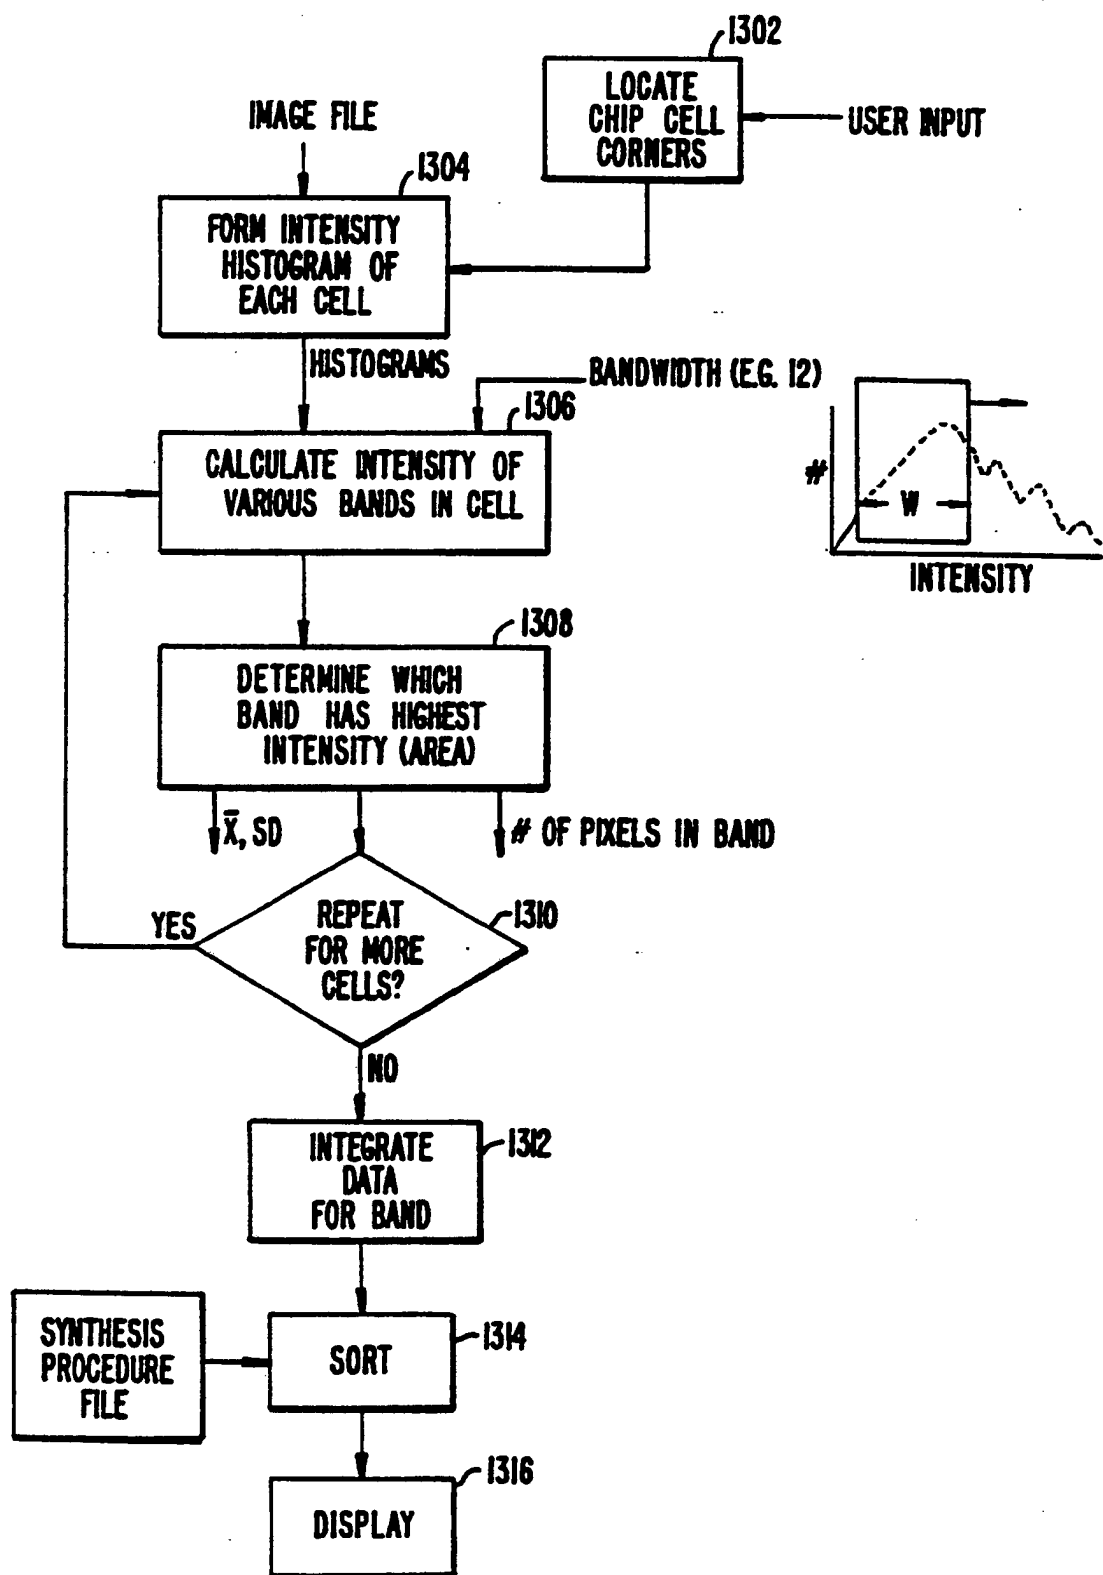 1302
LOCATE
CHIP CELL
CORNERS
USER INPUT
IMAGE FILE
1304
FORM INTENSITY
HISTOGRAM OF
EACH CELL
HISTOGRAMS
BANDWIDTH (E.G. 12)
1306
CALCULATE INTENSITY OF
VARIOUS BANDS IN CELL
#
W
INTENSITY
1308
DETERMINE WHICH
BAND HAS HIGHEST
INTENSITY (AREA)
X̄, SD
# OF PIXELS IN BAND
YES
1310
REPEAT
FOR MORE
CELLS?
NO
1312
INTEGRATE
DATA
FOR BAND
SYNTHESIS
PROCEDURE
FILE
1314
SORT
1316
DISPLAY